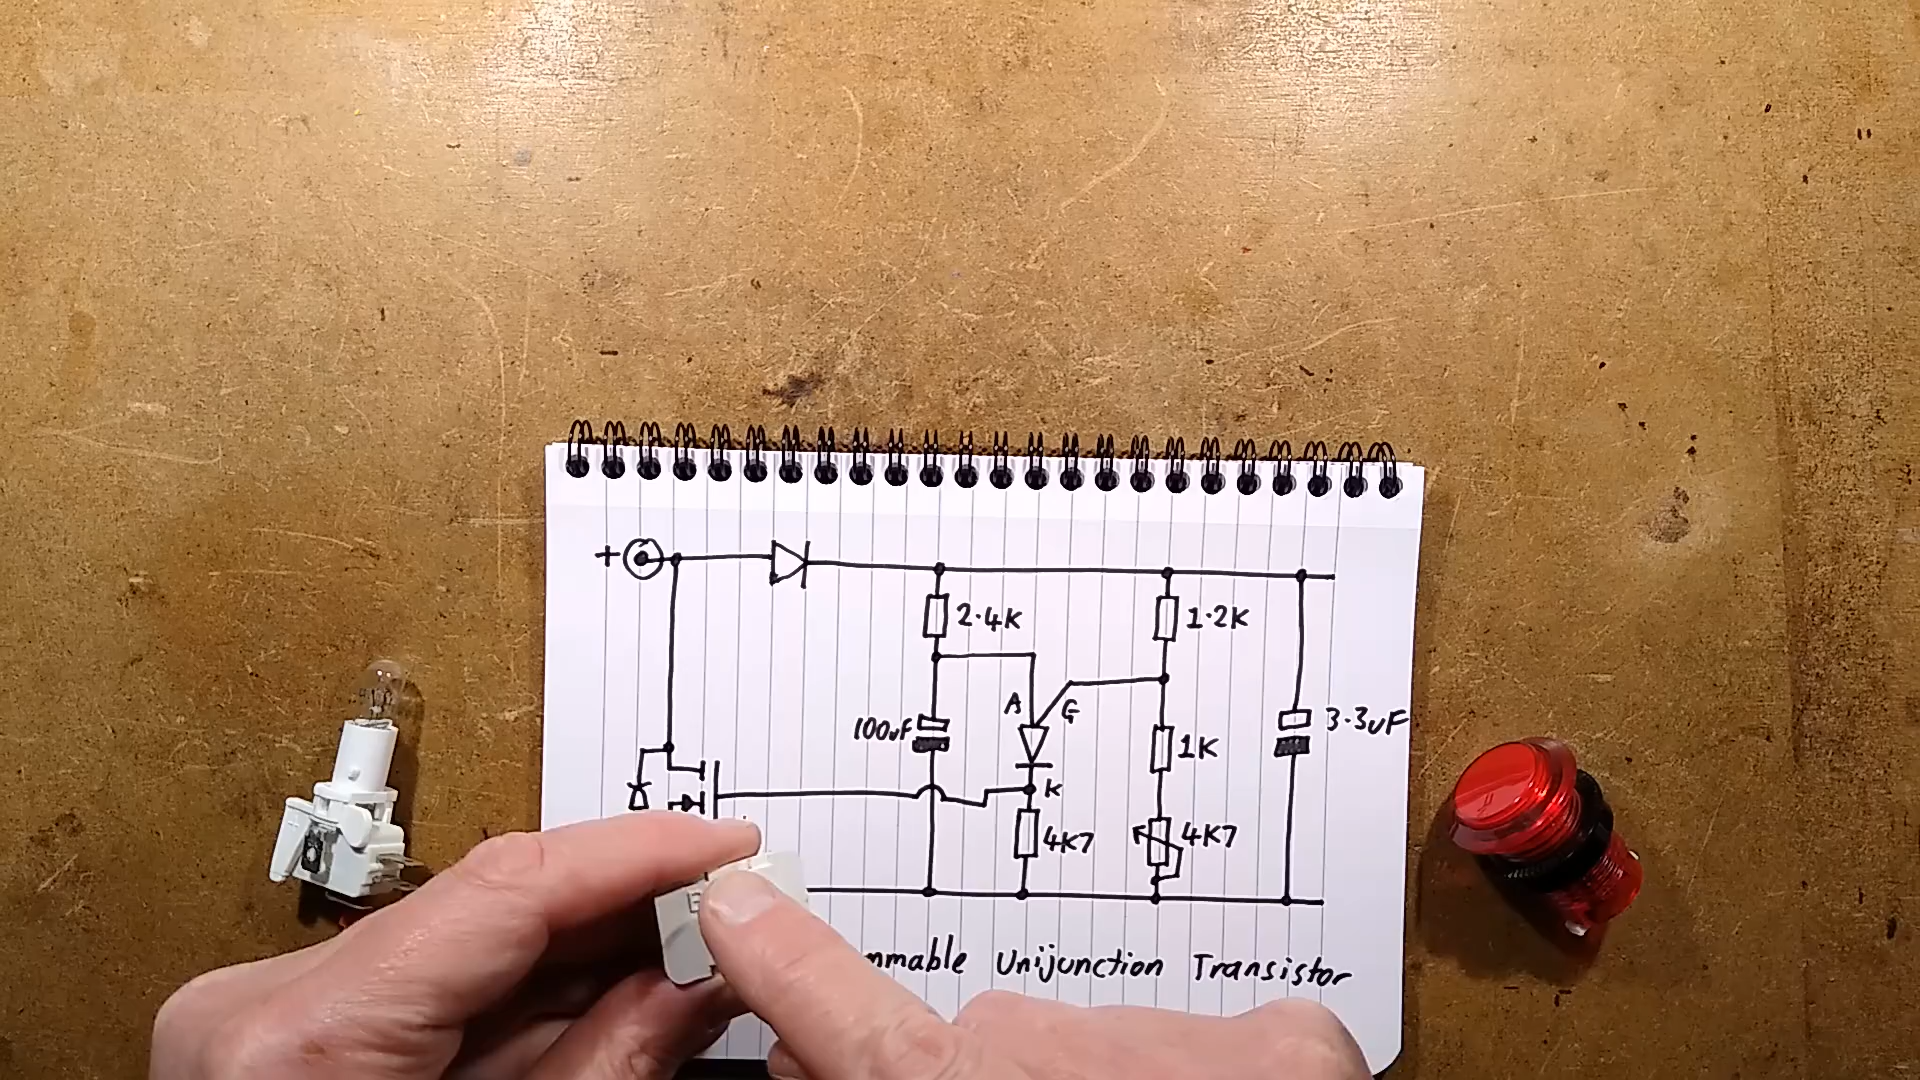 +
2.4K
1.2K
A
G
100uF
1K
3.3uF
K
4K7
4K7
mmable Unijunction Transistor